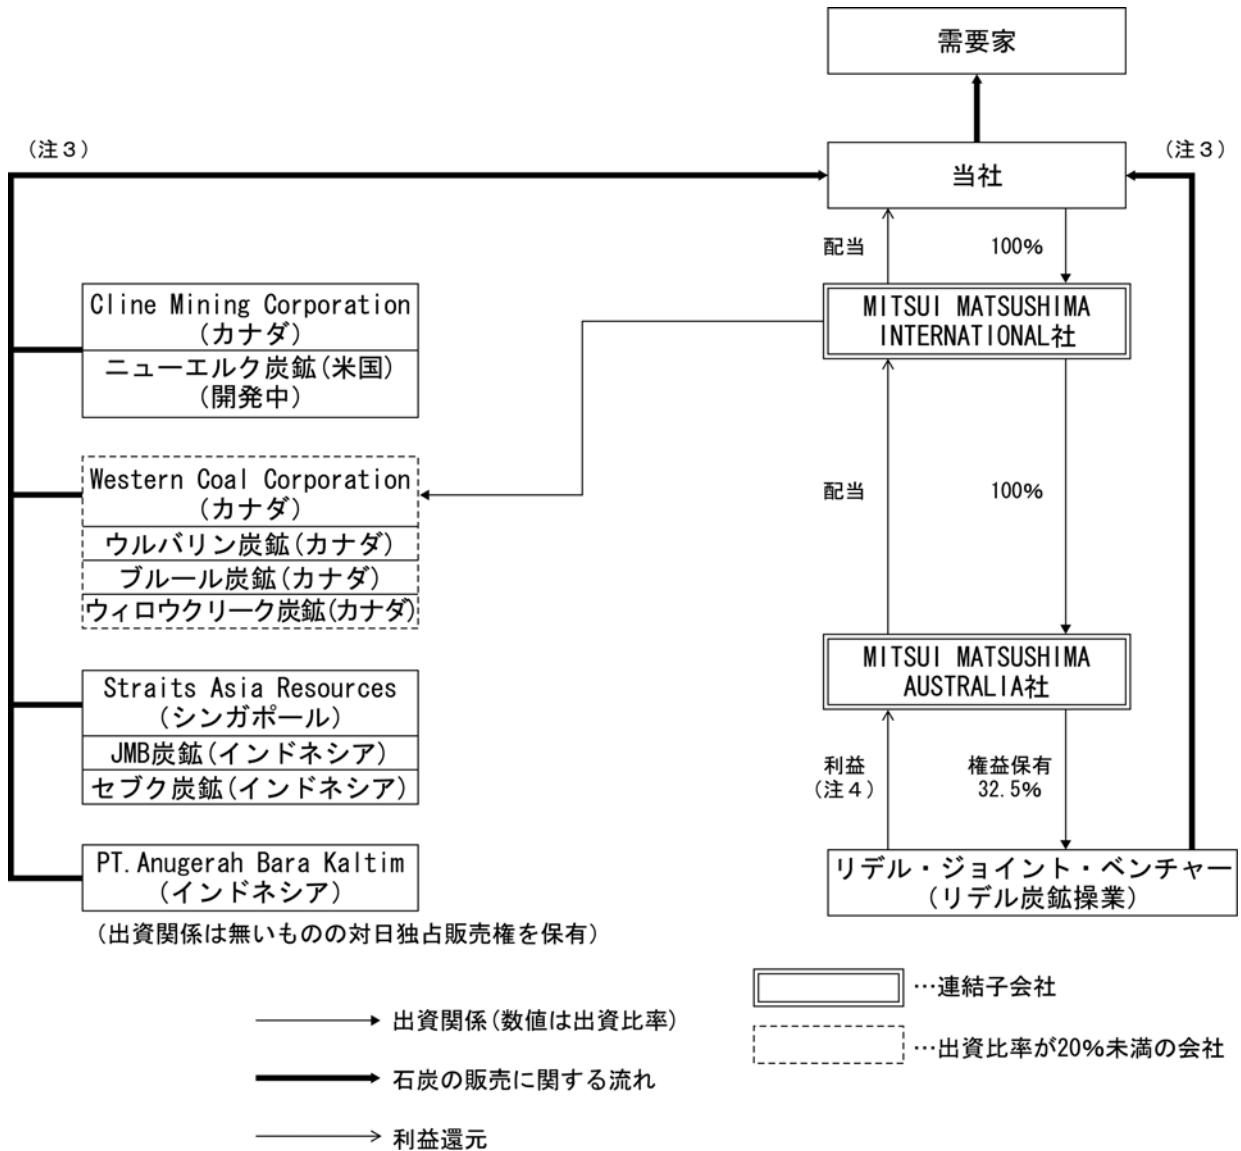 需要家
(注3)
(注3)
当社
配当
100%
Cline Mining Corporation
(カナダ)
ニューエルク炭鉱(米国)
(開発中)
MITSUI MATSUSHIMA
INTERNATIONAL社
Western Coal Corporation
(カナダ)
ウルバリン炭鉱(カナダ)
ブルール炭鉱(カナダ)
ウィロウクリーク炭鉱(カナダ)
配当
100%
Straits Asia Resources
(シンガポール)
JMB炭鉱(インドネシア)
セブク炭鉱(インドネシア)
MITSUI MATSUSHIMA
AUSTRALIA社
利益
(注4)
権益保有
32.5%
PT.Anugerah Bara Kaltim
(インドネシア)
(出資関係は無いものの対日独占販売権を保有)
リデル・ジョイント・ベンチャー
(リデル炭鉱操業)
…連結子会社
出資関係(数値は出資比率)
…出資比率が20%未満の会社
石炭の販売に関する流れ
利益還元